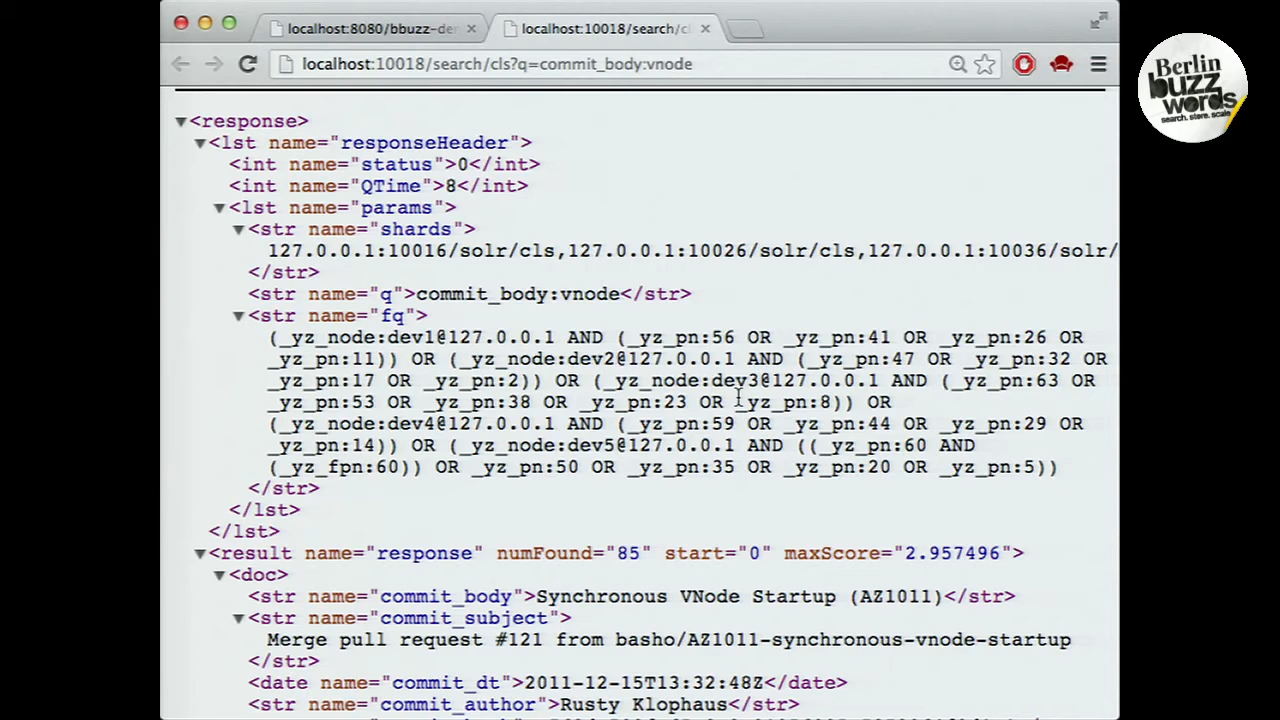 localhost:8080/bbuzz-de
localhost:10018/search/cl
localhost:10018/search/cls?q=commit_body:vnode
Berlin
buzz
words
search. store. scale
<response>
<lst name="responseHeader">
<int name="status">0</int>
<int name="QTime">8</int>
<lst name="params">
<str name="shards">
127.0.0.1:10016/solr/cls,127.0.0.1:10026/solr/cls,127.0.0.1:10036/solr/
</str>
<str name="q">commit_body:vnode</str>
<str name="fq">
(_yz_node:dev1@127.0.0.1 AND (_yz_pn:56 OR _yz_pn:41 OR _yz_pn:26 OR
_yz_pn:11)) OR (_yz_node:dev2@127.0.0.1 AND (_yz_pn:47 OR _yz_pn:32 OR
_yz_pn:17 OR _yz_pn:2)) OR (_yz_node:dev3@127.0.0.1 AND (_yz_pn:63 OR
_yz_pn:53 OR _yz_pn:38 OR _yz_pn:23 OR _yz_pn:8)) OR
(_yz_node:dev4@127.0.0.1 AND (_yz_pn:59 OR _yz_pn:44 OR _yz_pn:29 OR
_yz_pn:14)) OR (_yz_node:dev5@127.0.0.1 AND ((_yz_pn:60 AND
(_yz_fpn:60)) OR _yz_pn:50 OR _yz_pn:35 OR _yz_pn:20 OR _yz_pn:5))
</str>
</lst>
</lst>
<result name="response" numFound="85" start="0" maxScore="2.957496">
<doc>
<str name="commit_body">Synchronous VNode Startup (AZ1011)</str>
<str name="commit_subject">
Merge pull request #121 from basho/AZ1011-synchronous-vnode-startup
</str>
<date name="commit_dt">2011-12-15T13:32:48Z</date>
<str name="commit_author">Rusty Klophaus</str>